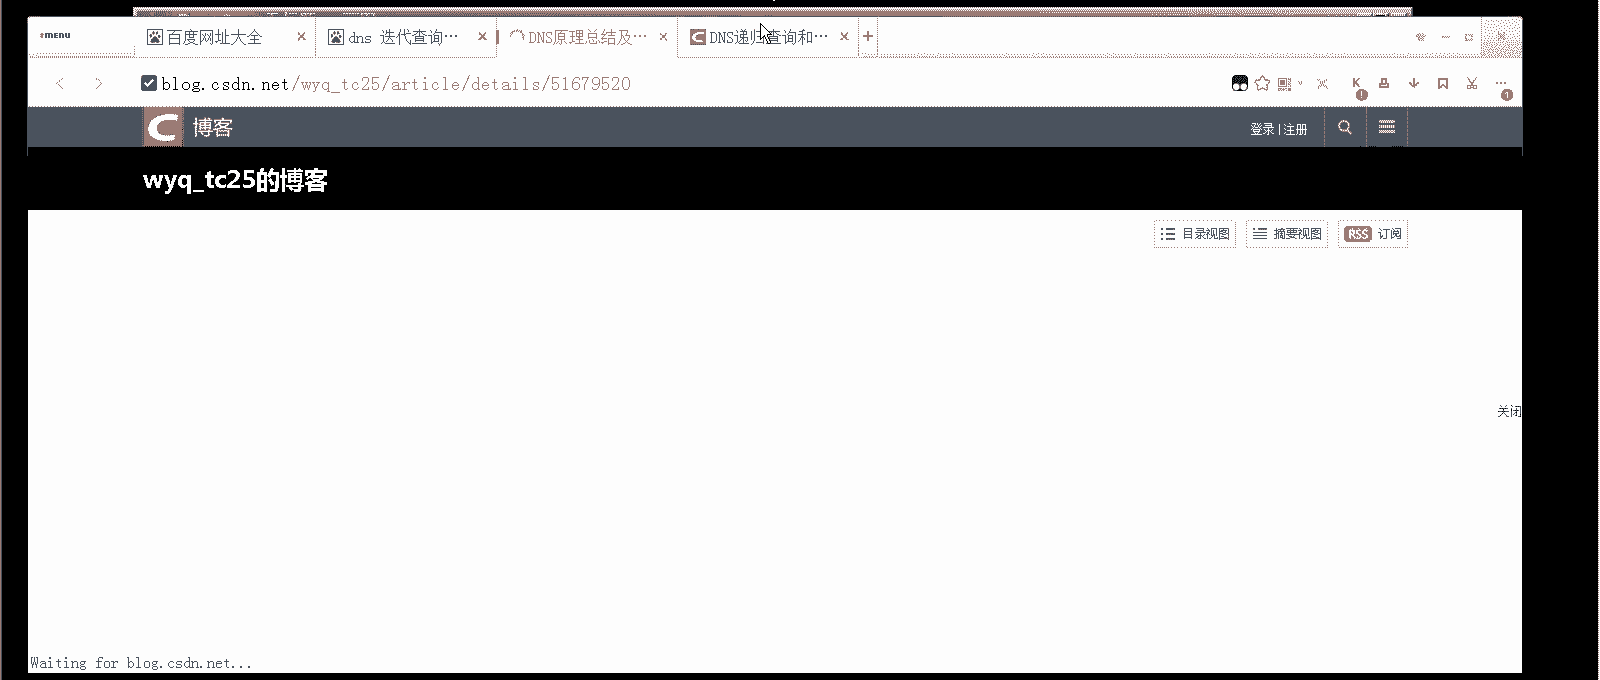 ≡menu 百度网址大全 dns 迭代查询… DNS原理总结及… DNS递归查询和…
blog.csdn.net/wyq_tc25/article/details/51679520
C 博客 登录 | 注册
wyq_tc25的博客
目录视图 摘要视图 RSS 订阅
关闭
Waiting for blog.csdn.net...